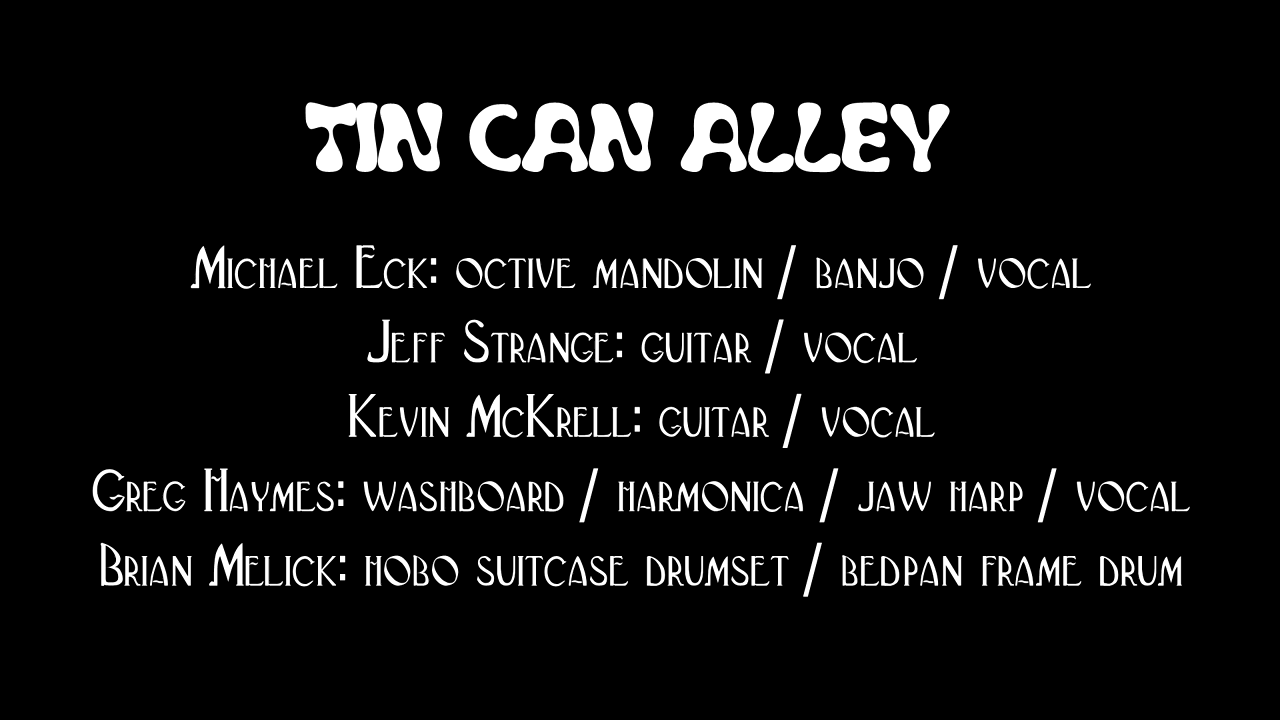 TIN CAN ALLEY
Michael Eck: octive mandolin / banjo / vocal
Jeff Strange: guitar / vocal
Kevin McKrell: guitar / vocal
Greg Haymes: washboard / harmonica / jaw harp / vocal
Brian Melick: hobo suitcase drumset / bedpan frame drum